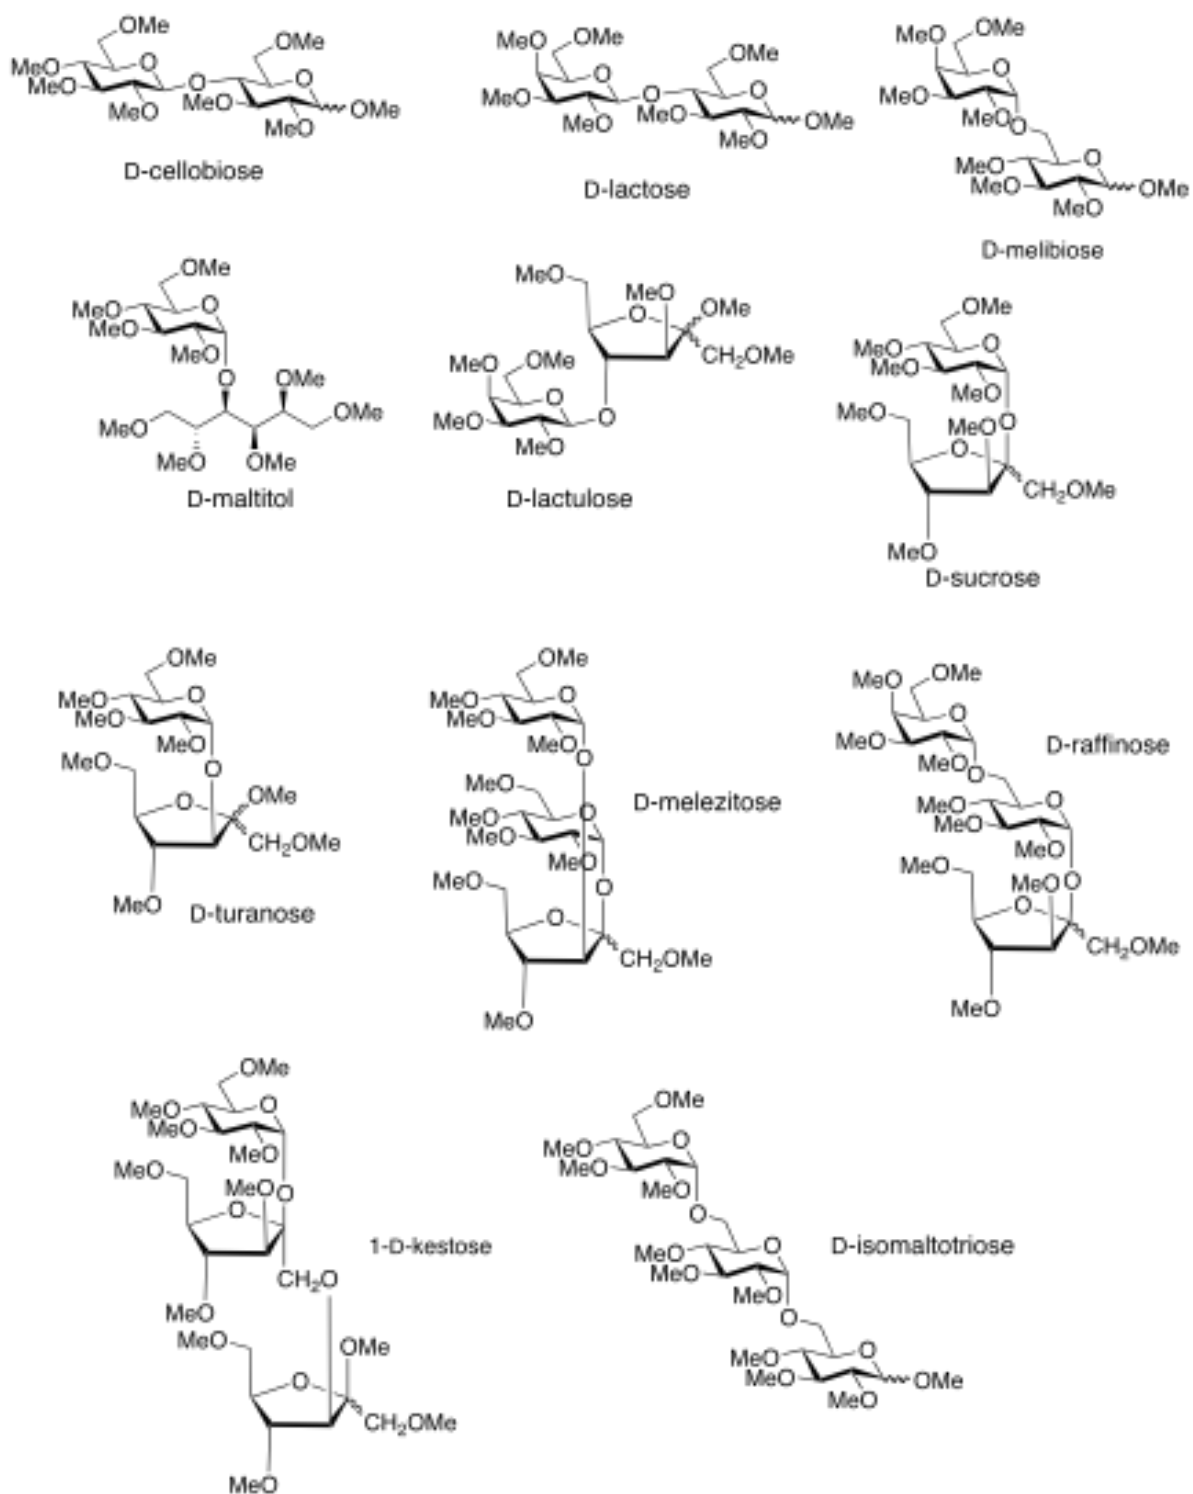 OMe
OMe
MeO O O O
MeO MeO OMe
OMe MeO
D-cellobiose
MeO OMe
OMe
O O O
MeO MeO OMe
MeO MeO
D-lactose
MeO OMe
O
MeO
MeO O
MeO O
MeO OMe
MeO
D-melibiose
OMe
MeO O
MeO
MeO
O OMe
MeO OMe
MeO OMe
D-maltitol
MeO MeO
O OMe
MeO OMe CH2OMe
O
MeO O
MeO
D-lactulose
OMe
MeO O
MeO
MeO
MeO MeO O
O
CH2OMe
MeO
D-sucrose
OMe
MeO O
MeO
MeO
MeO O
O OMe
CH2OMe
MeO
D-turanose
OMe
MeO O
MeO
MeO
O
MeO
MeO O
MeO
MeO
MeO O
O
CH2OMe
MeO
D-melezitose
MeO OMe
O
MeO
MeO
O
MeO O
MeO
MeO
MeO MeO O
O
CH2OMe
MeO
D-raffinose
OMe
MeO O
MeO
MeO
MeO MeO O
O
CH2O
MeO
MeO OMe
O
CH2OMe
MeO
1-D-kestose
OMe
MeO O
MeO
MeO
O
MeO O
MeO
MeO
O
MeO O
MeO OMe
MeO
D-isomaltotriose